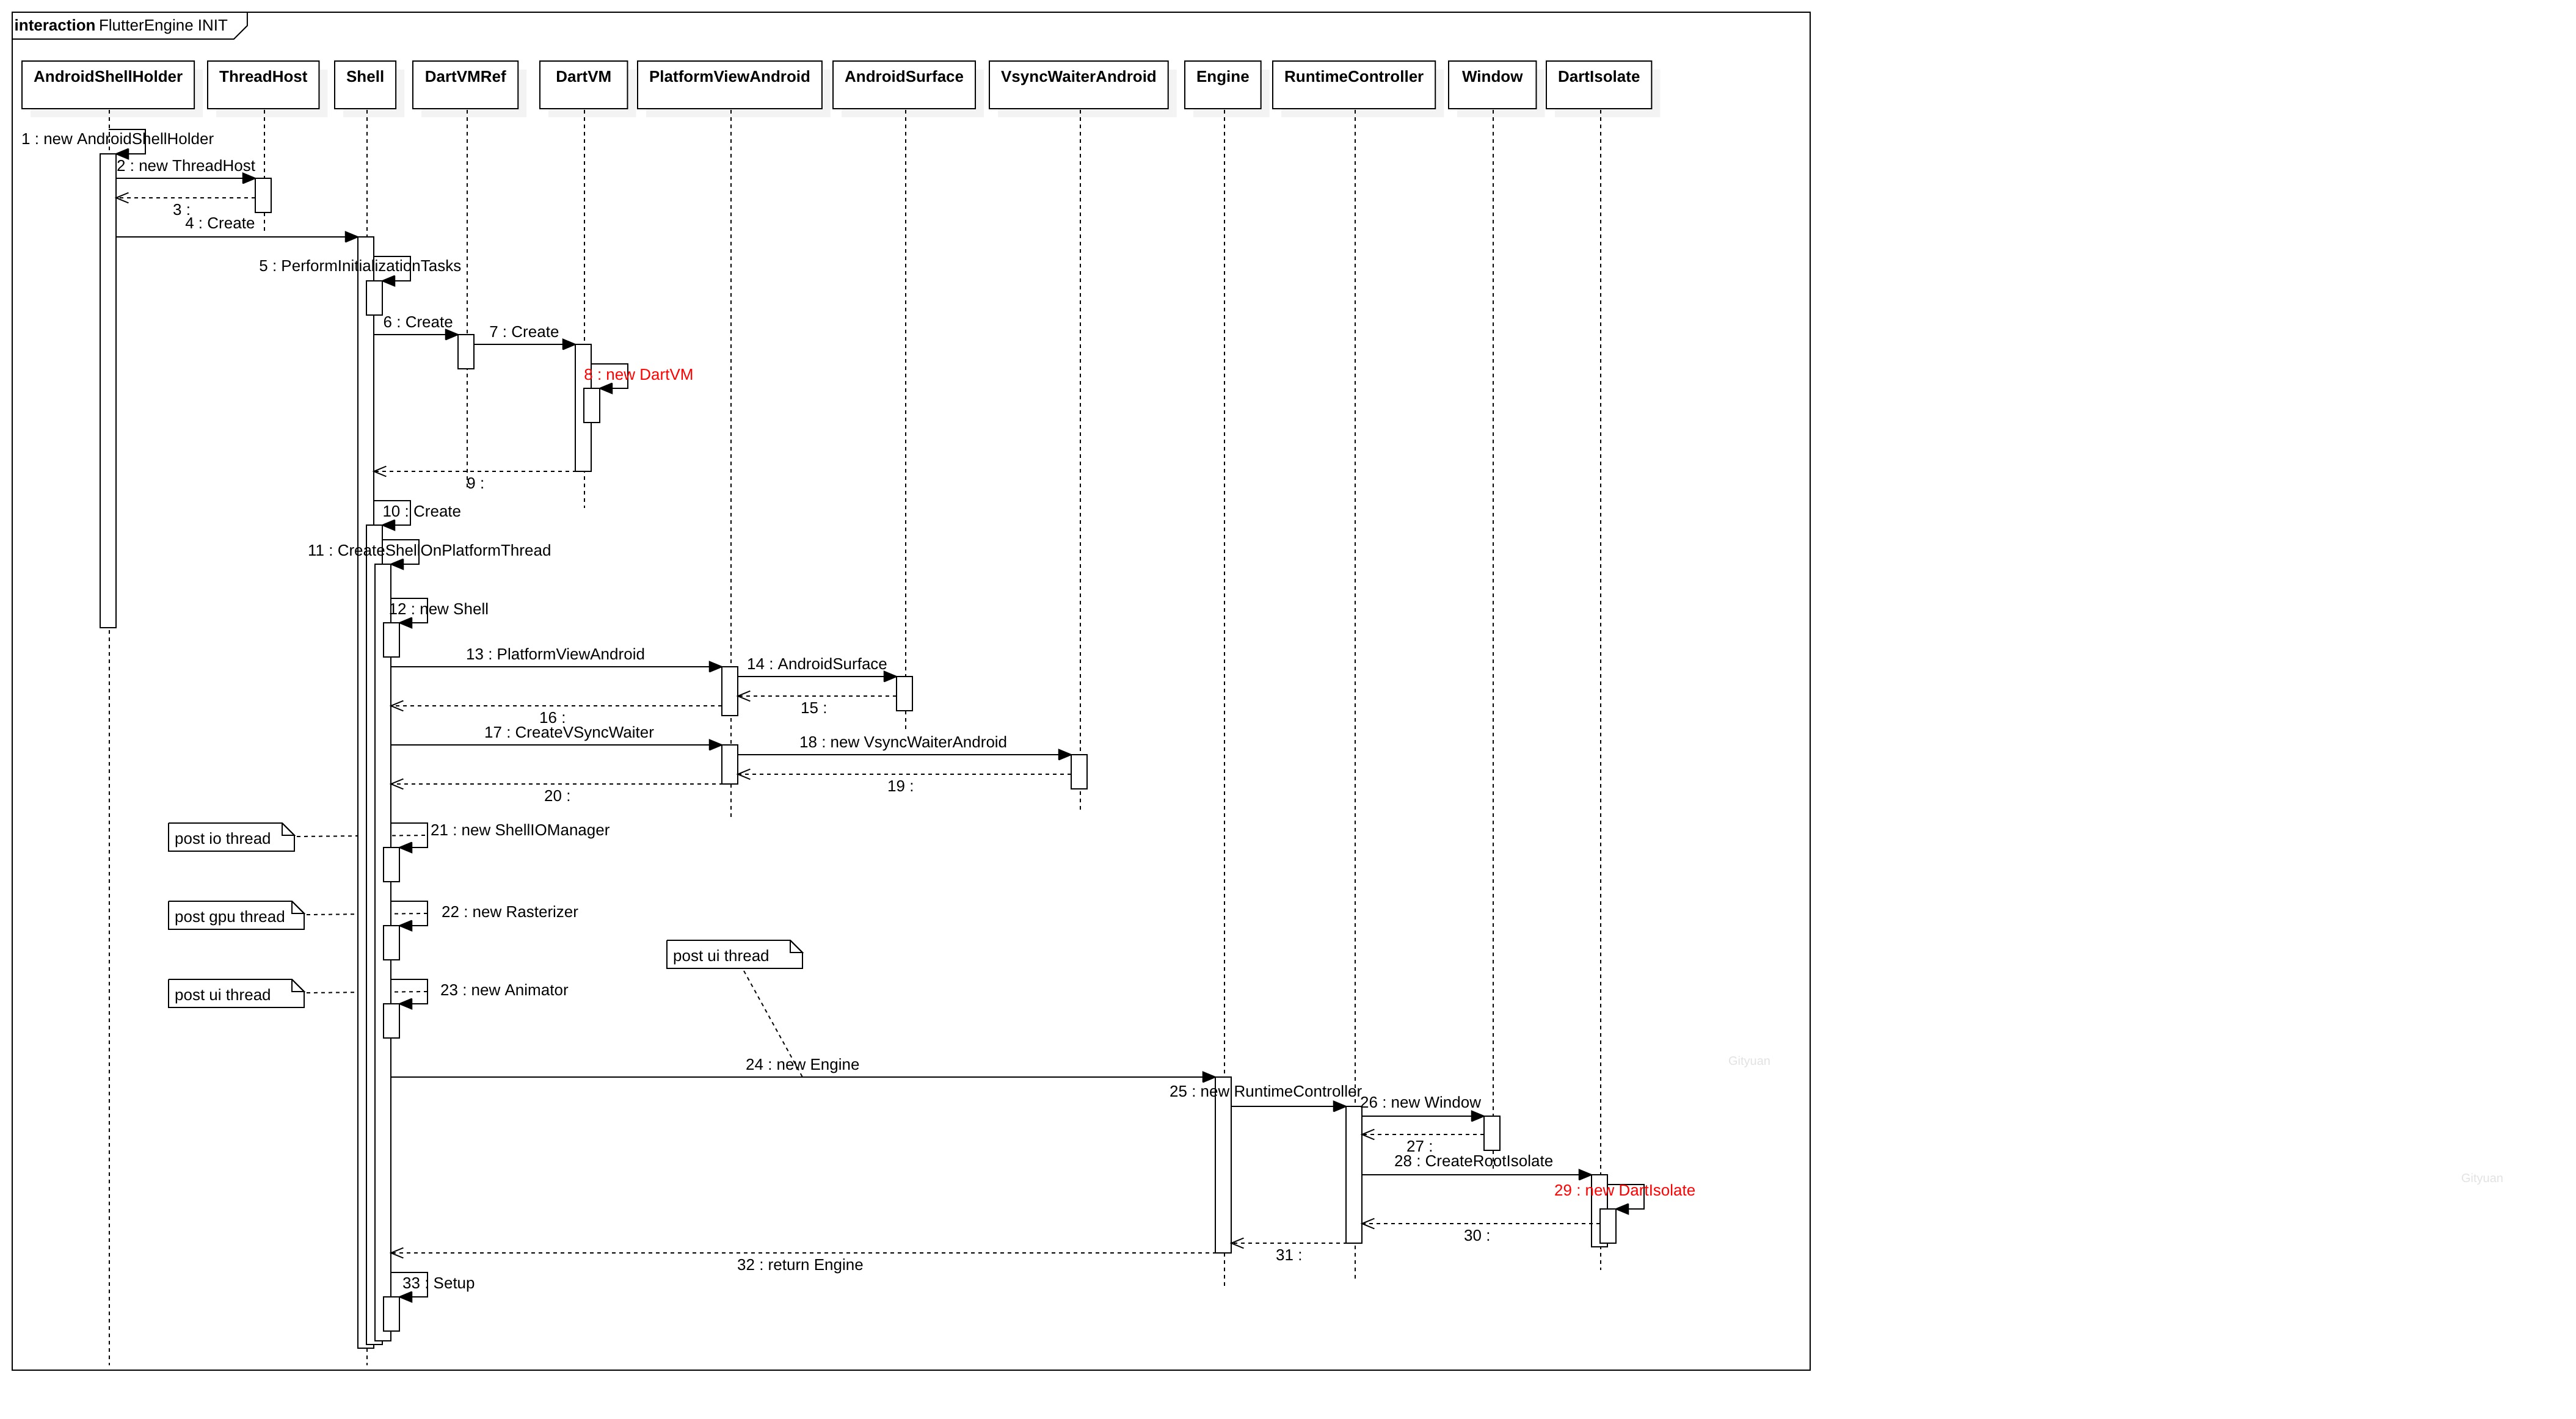 interaction FlutterEngine INIT
AndroidShellHolder
ThreadHost
Shell
DartVMRef
DartVM
PlatformViewAndroid
AndroidSurface
VsyncWaiterAndroid
Engine
RuntimeController
Window
DartIsolate
1 : new AndroidShellHolder
2 : new ThreadHost
3 :
4 : Create
5 : PerformInitializationTasks
6 : Create
7 : Create
8 : new DartVM
9 :
10 : Create
11 : CreateShellOnPlatformThread
12 : new Shell
13 : PlatformViewAndroid
14 : AndroidSurface
15 :
16 :
17 : CreateVSyncWaiter
18 : new VsyncWaiterAndroid
19 :
20 :
post io thread
21 : new ShellIOManager
post gpu thread
22 : new Rasterizer
post ui thread
post ui thread
23 : new Animator
24 : new Engine
Gityuan
25 : new RuntimeController
26 : new Window
27 :
28 : CreateRootIsolate
Gityuan
29 : new DartIsolate
30 :
31 :
32 : return Engine
33 : Setup